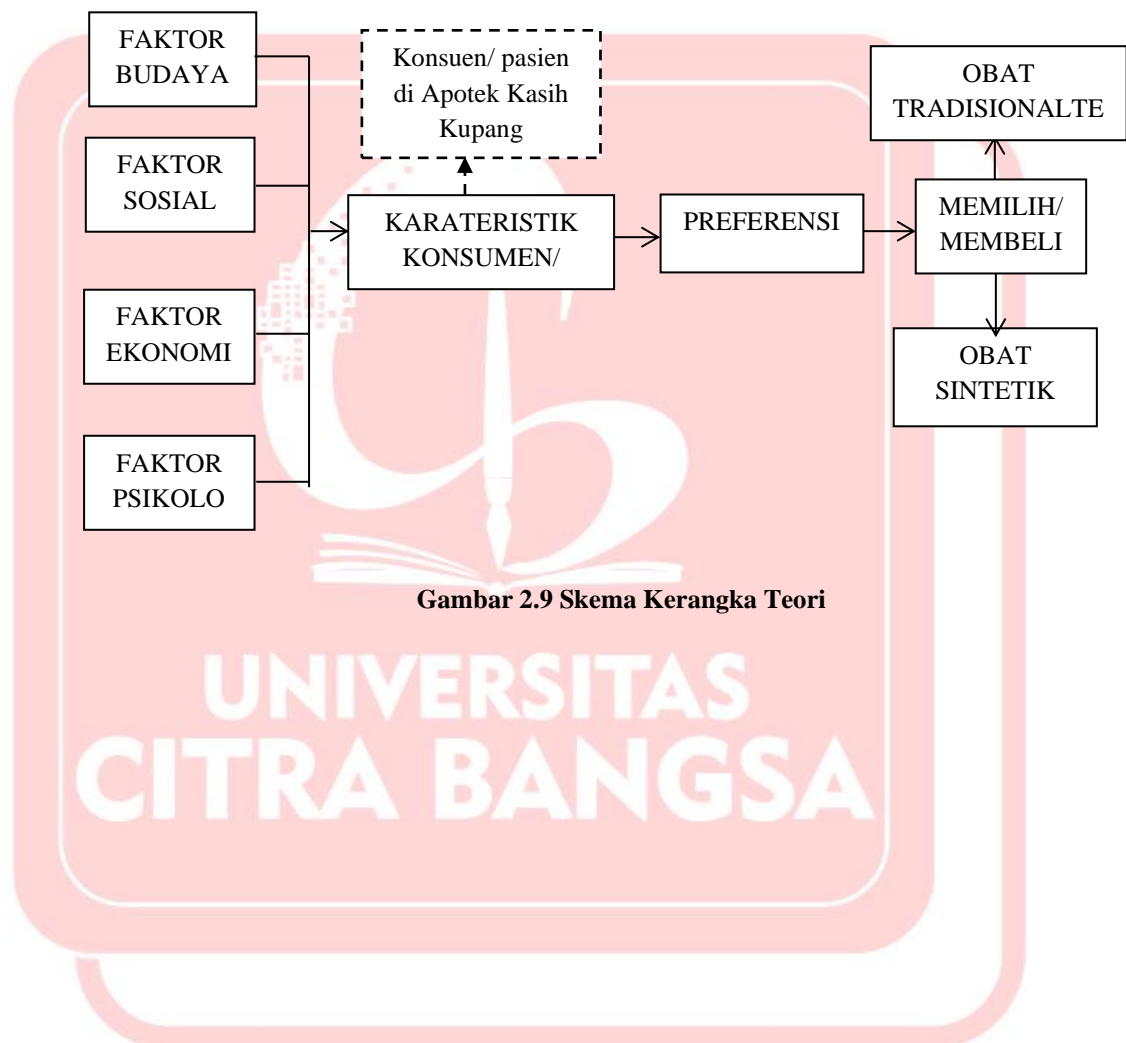 FAKTOR
BUDAYA
FAKTOR
SOSIAL
FAKTOR
EKONOMI
FAKTOR
PSIKOLO
Konsuen/ pasien
di Apotek Kasih
Kupang
KARATERISTIK
KONSUMEN/
PREFERENSI
MEMILIH/
MEMBELI
OBAT
TRADISIONALTE
OBAT
SINTETIK
Gambar 2.9 Skema Kerangka Teori
UNIVERSITAS
CITRA BANGSA